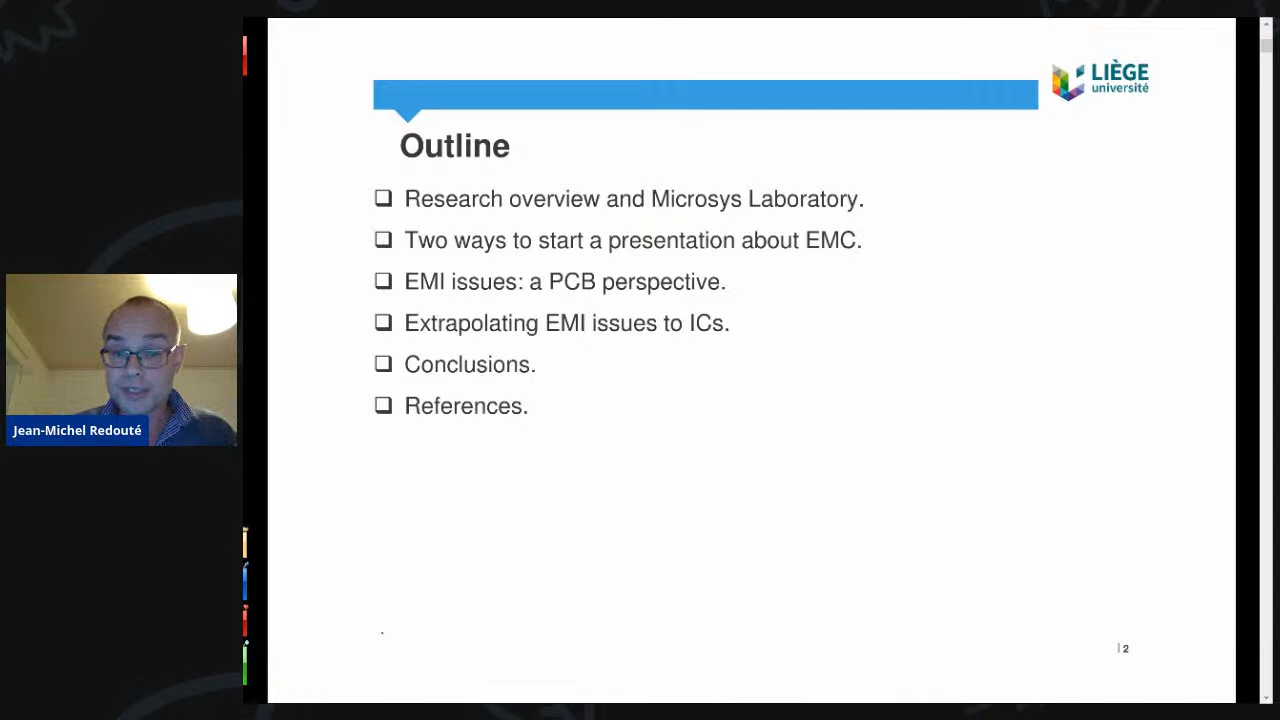 LIÈGE
université
Outline
Research overview and Microsys Laboratory.
Two ways to start a presentation about EMC.
EMI issues: a PCB perspective.
Extrapolating EMI issues to ICs.
Conclusions.
References.
Jean-Michel Redouté
| 2